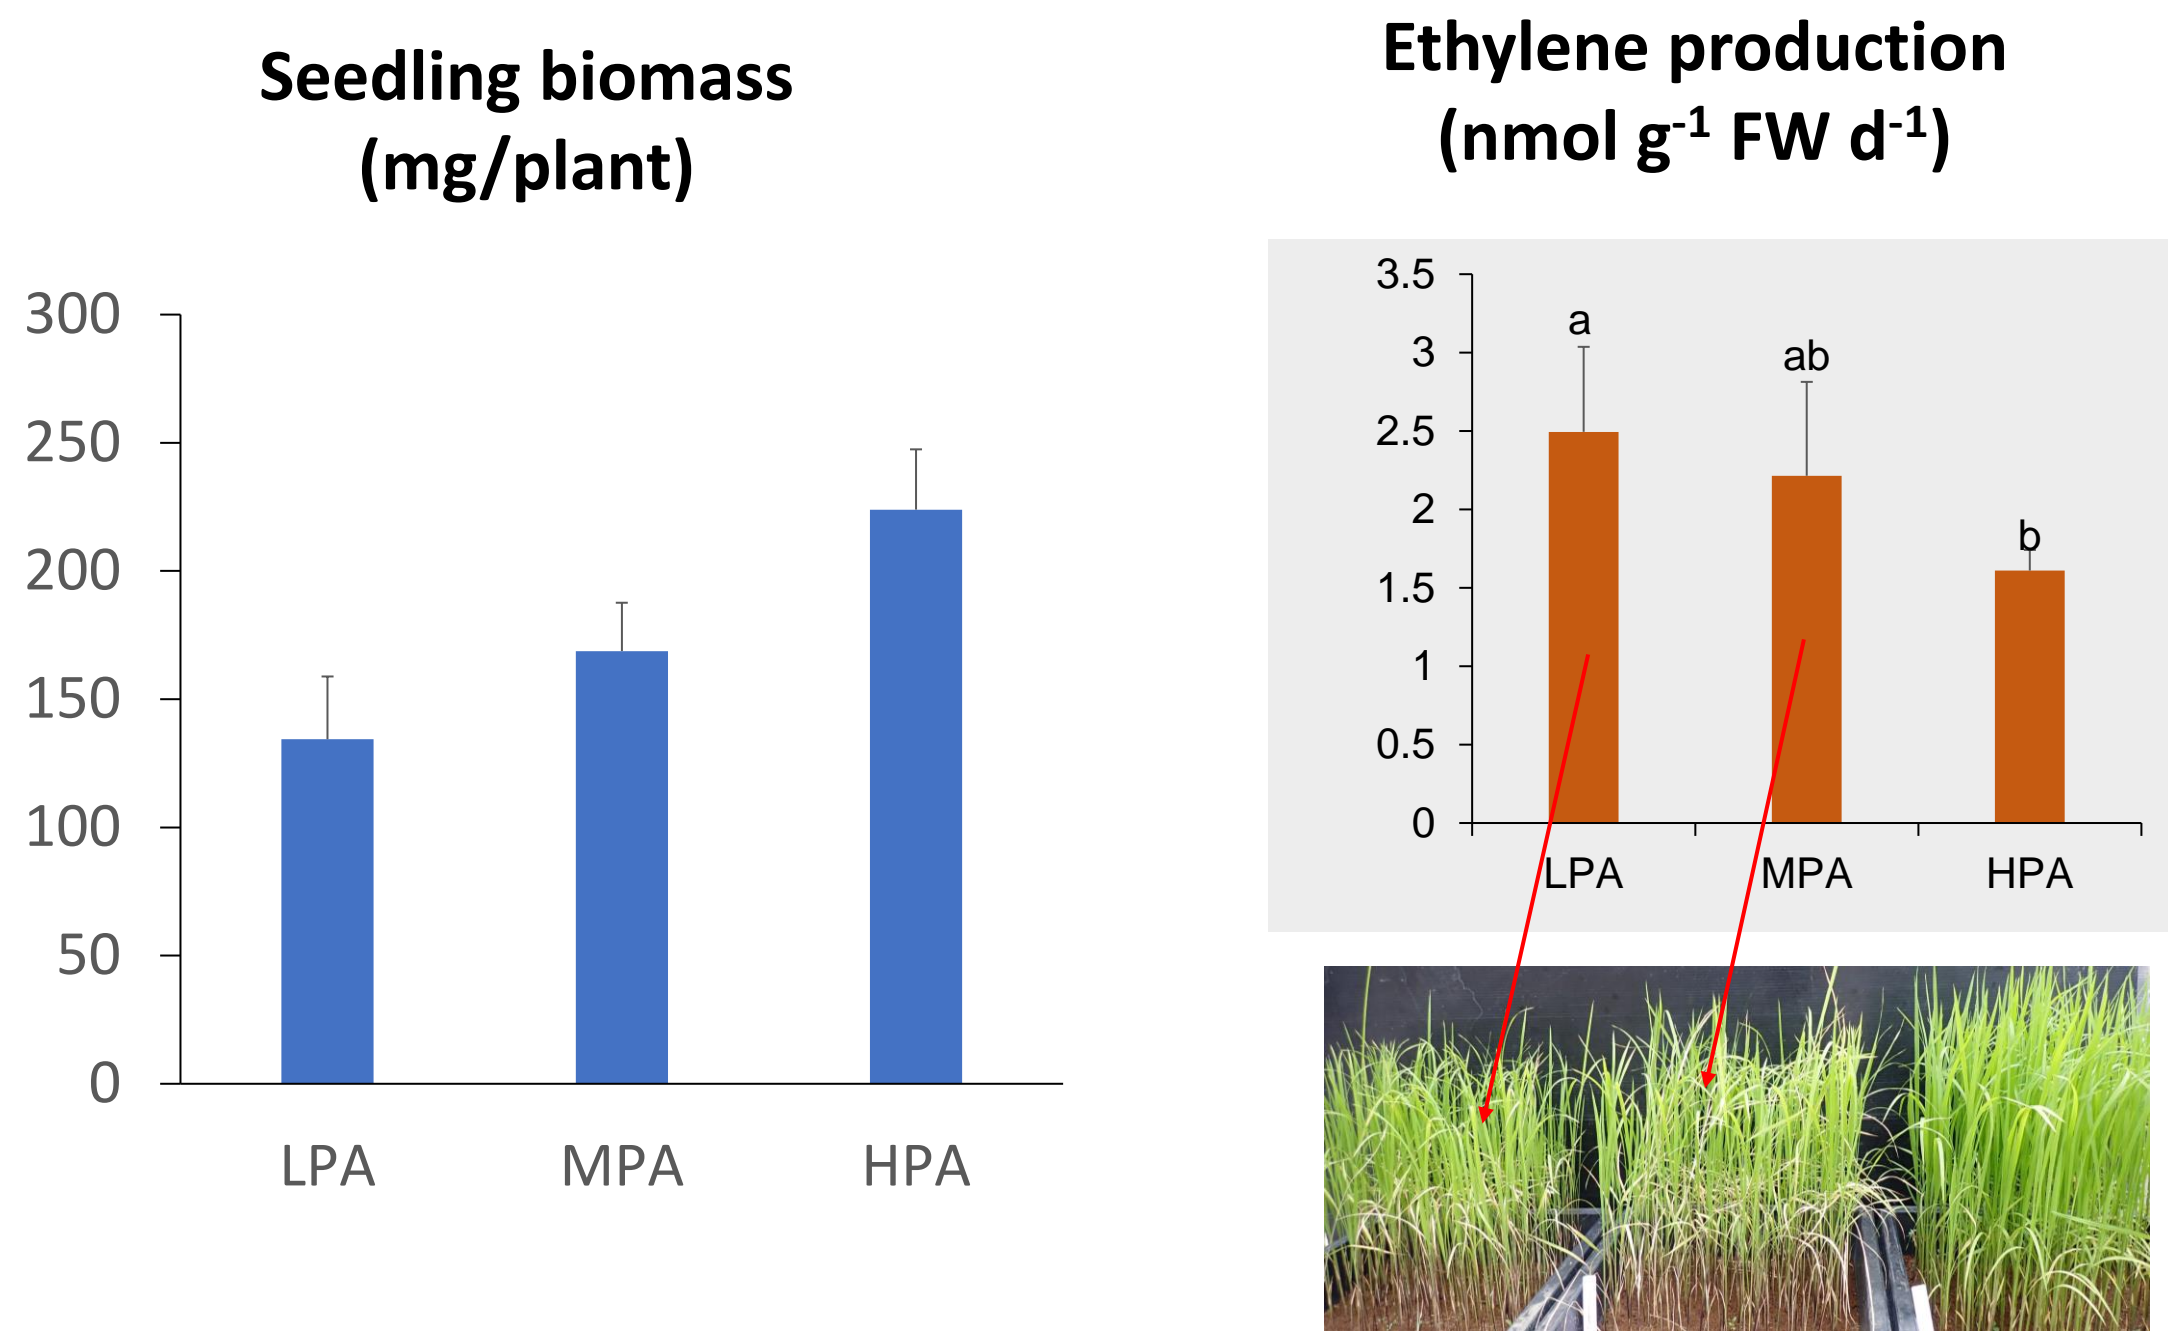 Seedling biomass
(mg/plant)
300
250
200
150
100
50
0
LPA MPA HPA
Ethylene production
(nmol g⁻¹ FW d⁻¹)
3.5
3
2.5
2
1.5
1
0.5
0
a
ab
b
LPA MPA HPA